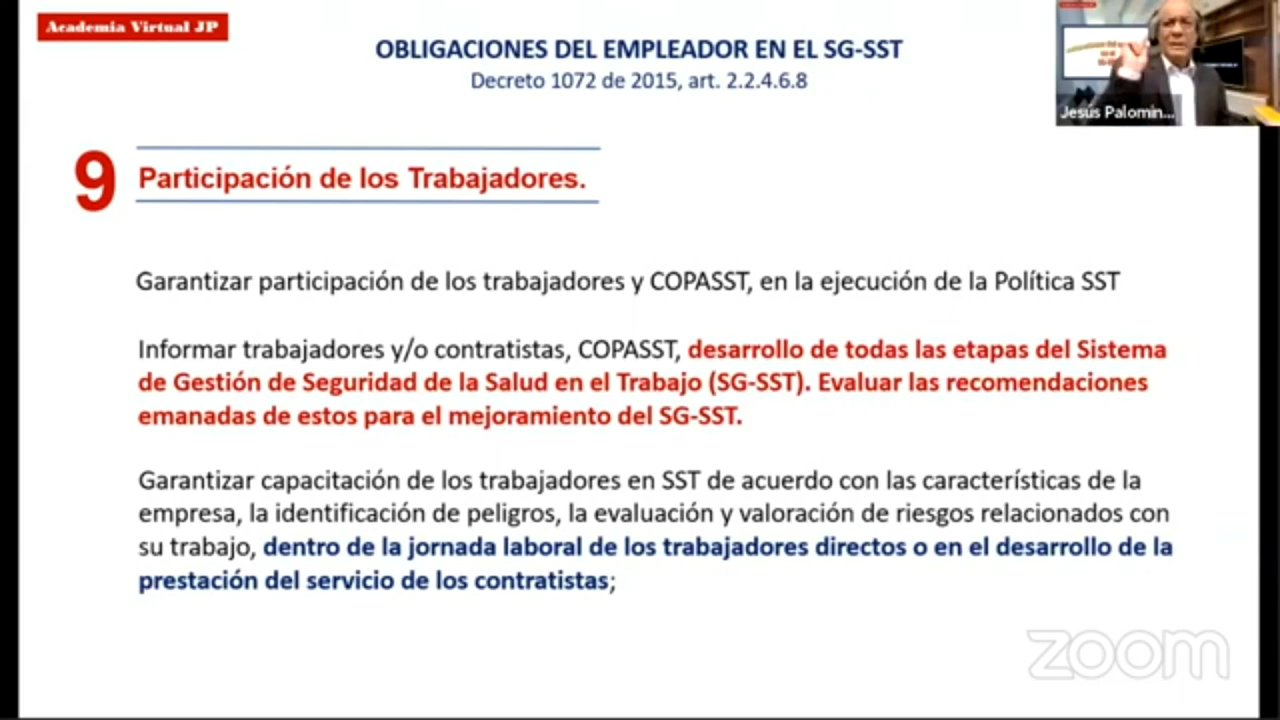 Academia Virtual JP
OBLIGACIONES DEL EMPLEADOR EN EL SG-SST
Decreto 1072 de 2015, art. 2.2.4.6.8
Jesús Palomin...
9
Participación de los Trabajadores.
Garantizar participación de los trabajadores y COPASST, en la ejecución de la Política SST
Informar trabajadores y/o contratistas, COPASST, desarrollo de todas las etapas del Sistema
de Gestión de Seguridad de la Salud en el Trabajo (SG-SST). Evaluar las recomendaciones
emanadas de estos para el mejoramiento del SG-SST.
Garantizar capacitación de los trabajadores en SST de acuerdo con las características de la
empresa, la identificación de peligros, la evaluación y valoración de riesgos relacionados con
su trabajo, dentro de la jornada laboral de los trabajadores directos o en el desarrollo de la
prestación del servicio de los contratistas;
zoom